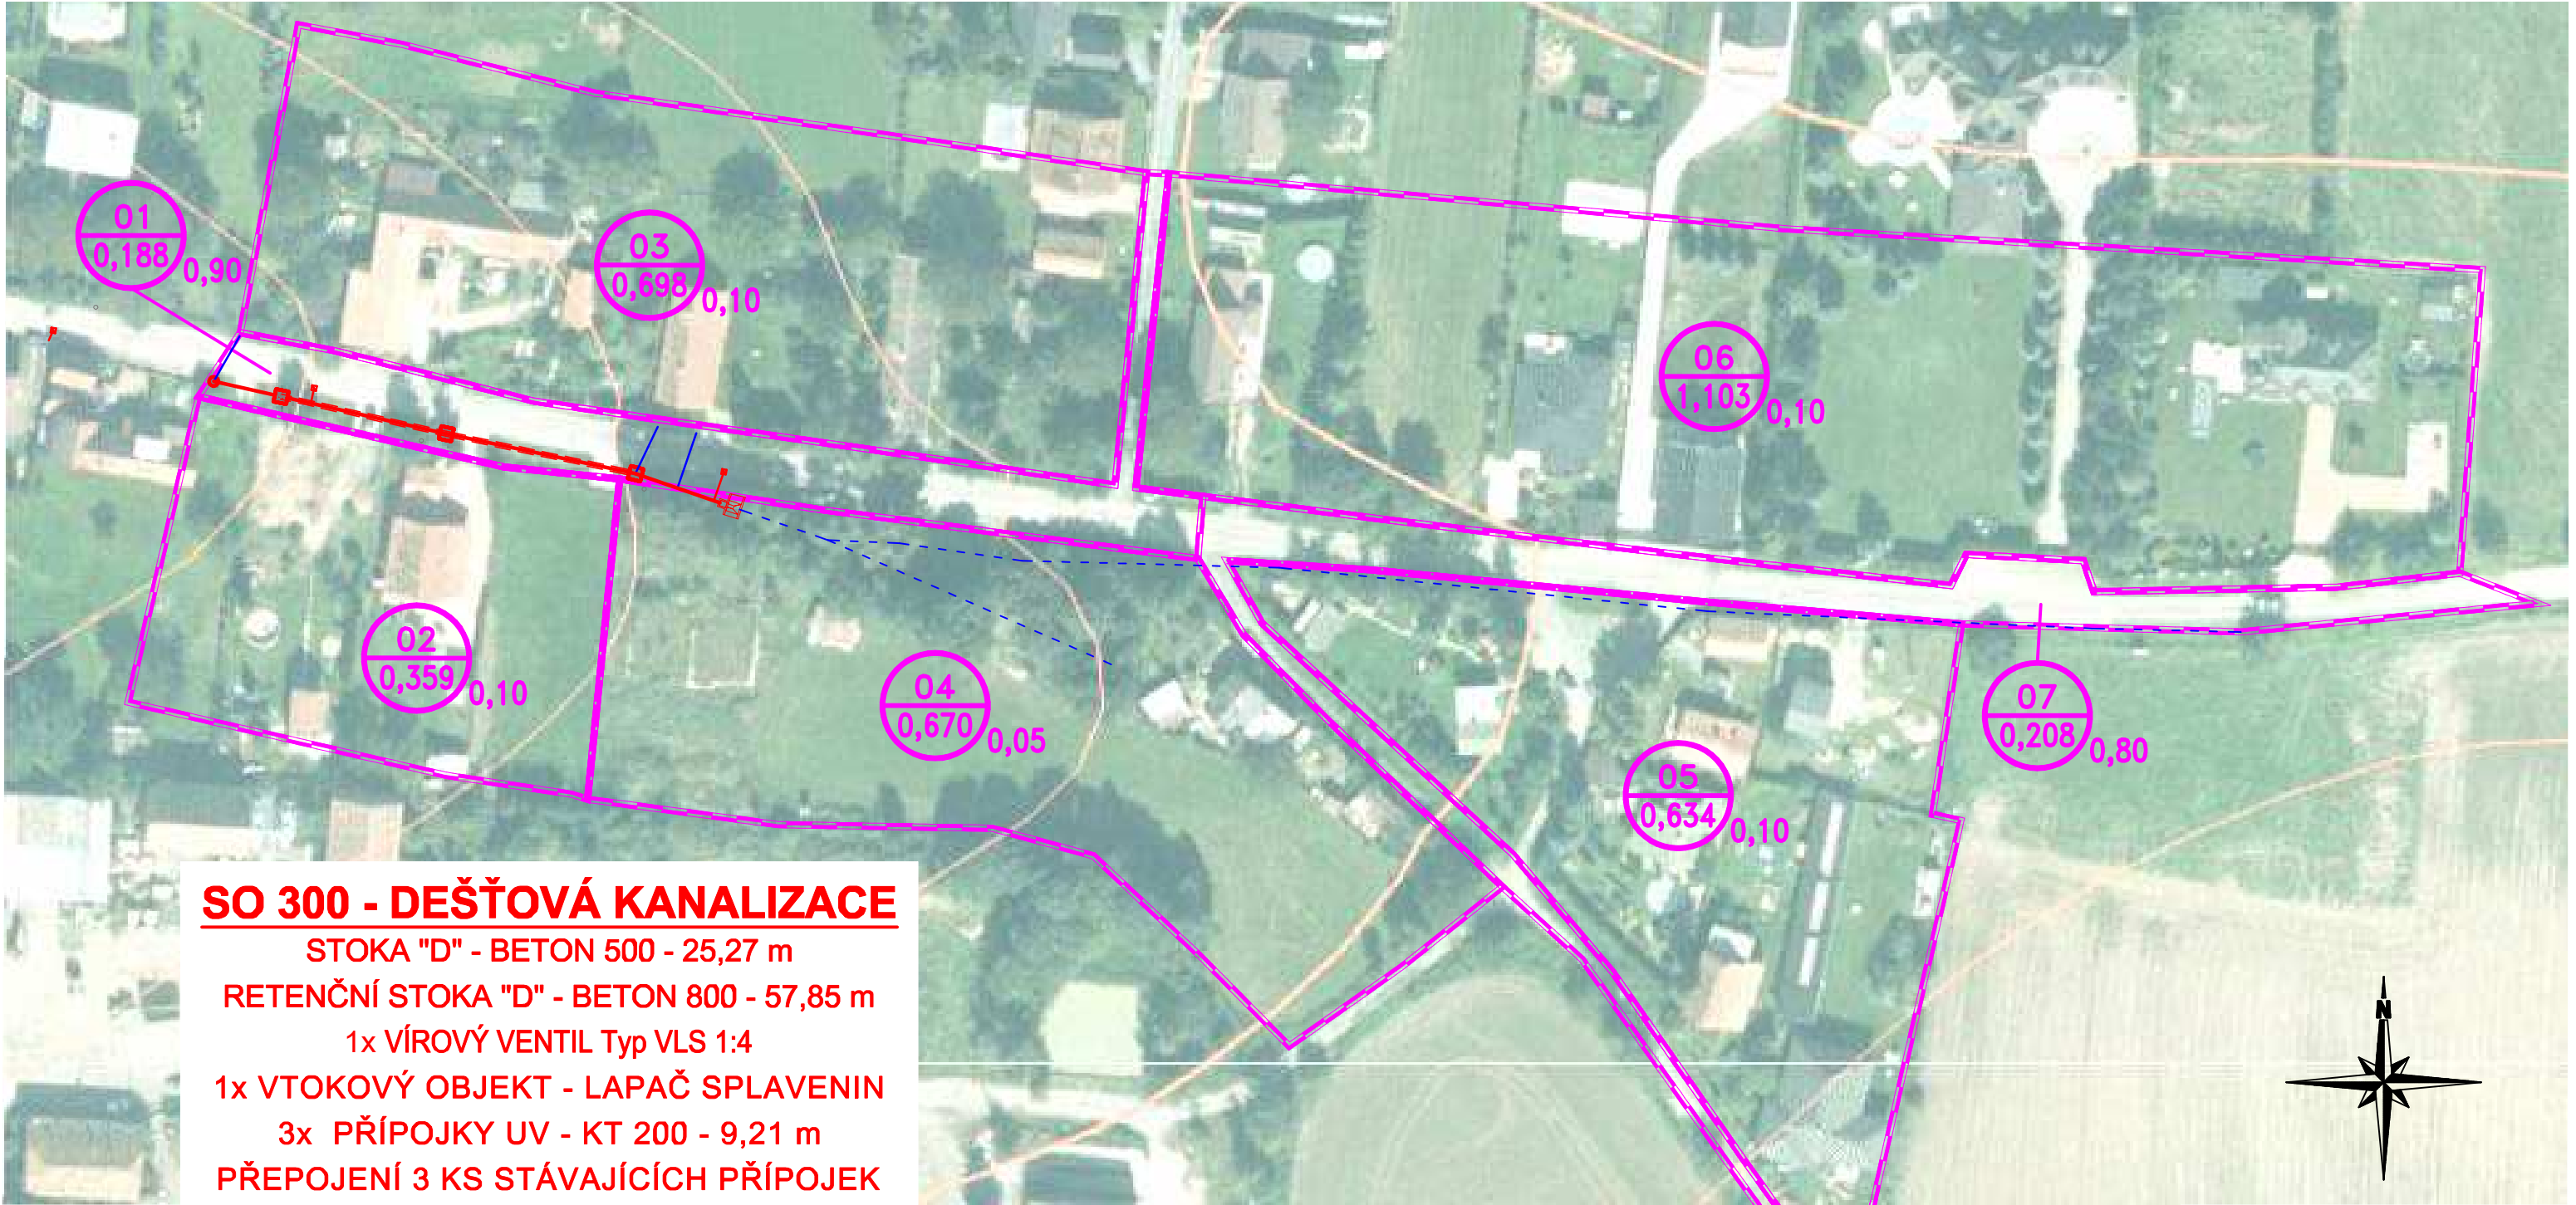 01
0,188
0,90
03
0,698
0,10
06
1,103
0,10
02
0,359
0,10
04
0,670
0,05
07
0,208
0,80
05
0,634
0,10
SO 300 - DEŠŤOVÁ KANALIZACE
STOKA "D" - BETON 500 - 25,27 m
RETENČNÍ STOKA "D" - BETON 800 - 57,85 m
1x VÍROVÝ VENTIL Typ VLS 1:4
1x VTOKOVÝ OBJEKT - LAPAČ SPLAVENIN
3x PŘÍPOJKY UV - KT 200 - 9,21 m
PŘEPOJENÍ 3 KS STÁVAJÍCÍCH PŘÍPOJEK
N